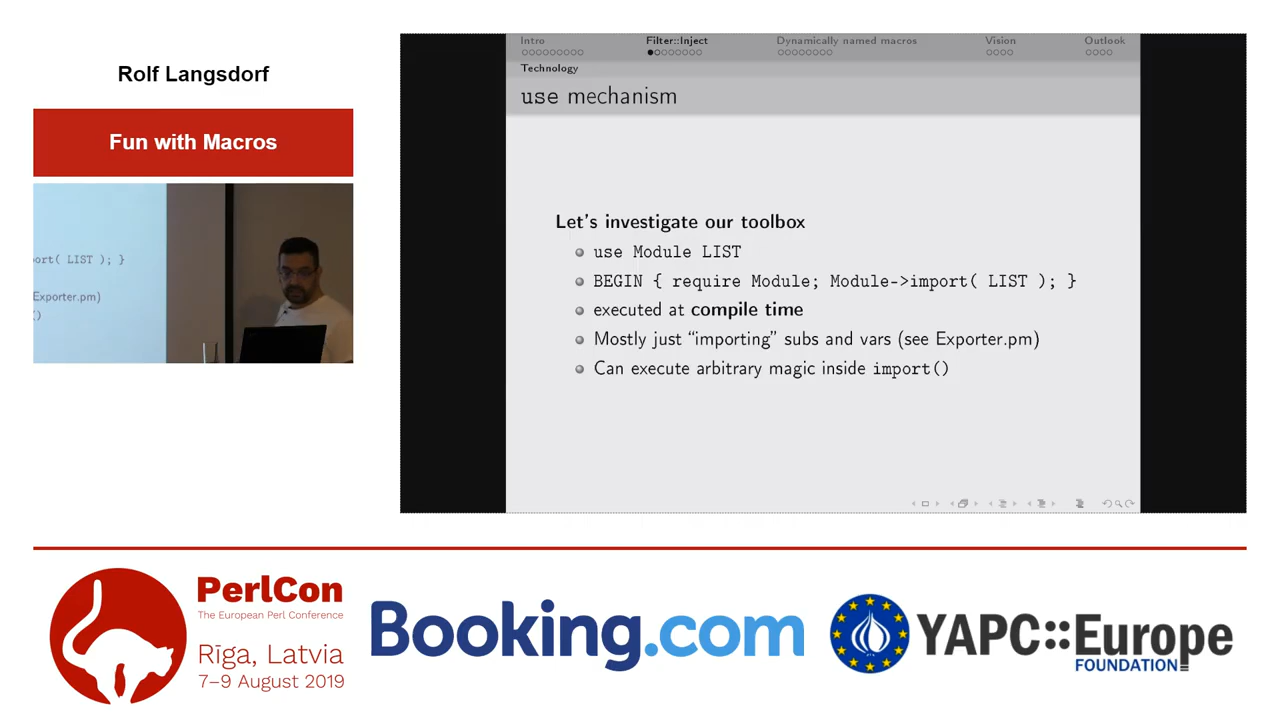 Rolf Langsdorf
Fun with Macros
ort( LIST ); }
Exporter.pm)
()
Intro
Filter::Inject
Dynamically named macros
Vision
Outlook
Technology
use mechanism
Let's investigate our toolbox
use Module LIST
BEGIN { require Module; Module->import( LIST ); }
executed at compile time
Mostly just “importing” subs and vars (see Exporter.pm)
Can execute arbitrary magic inside import()
PerlCon
The European Perl Conference
Rīga, Latvia
7–9 August 2019
Booking.com
YAPC::Europe
FOUNDATION